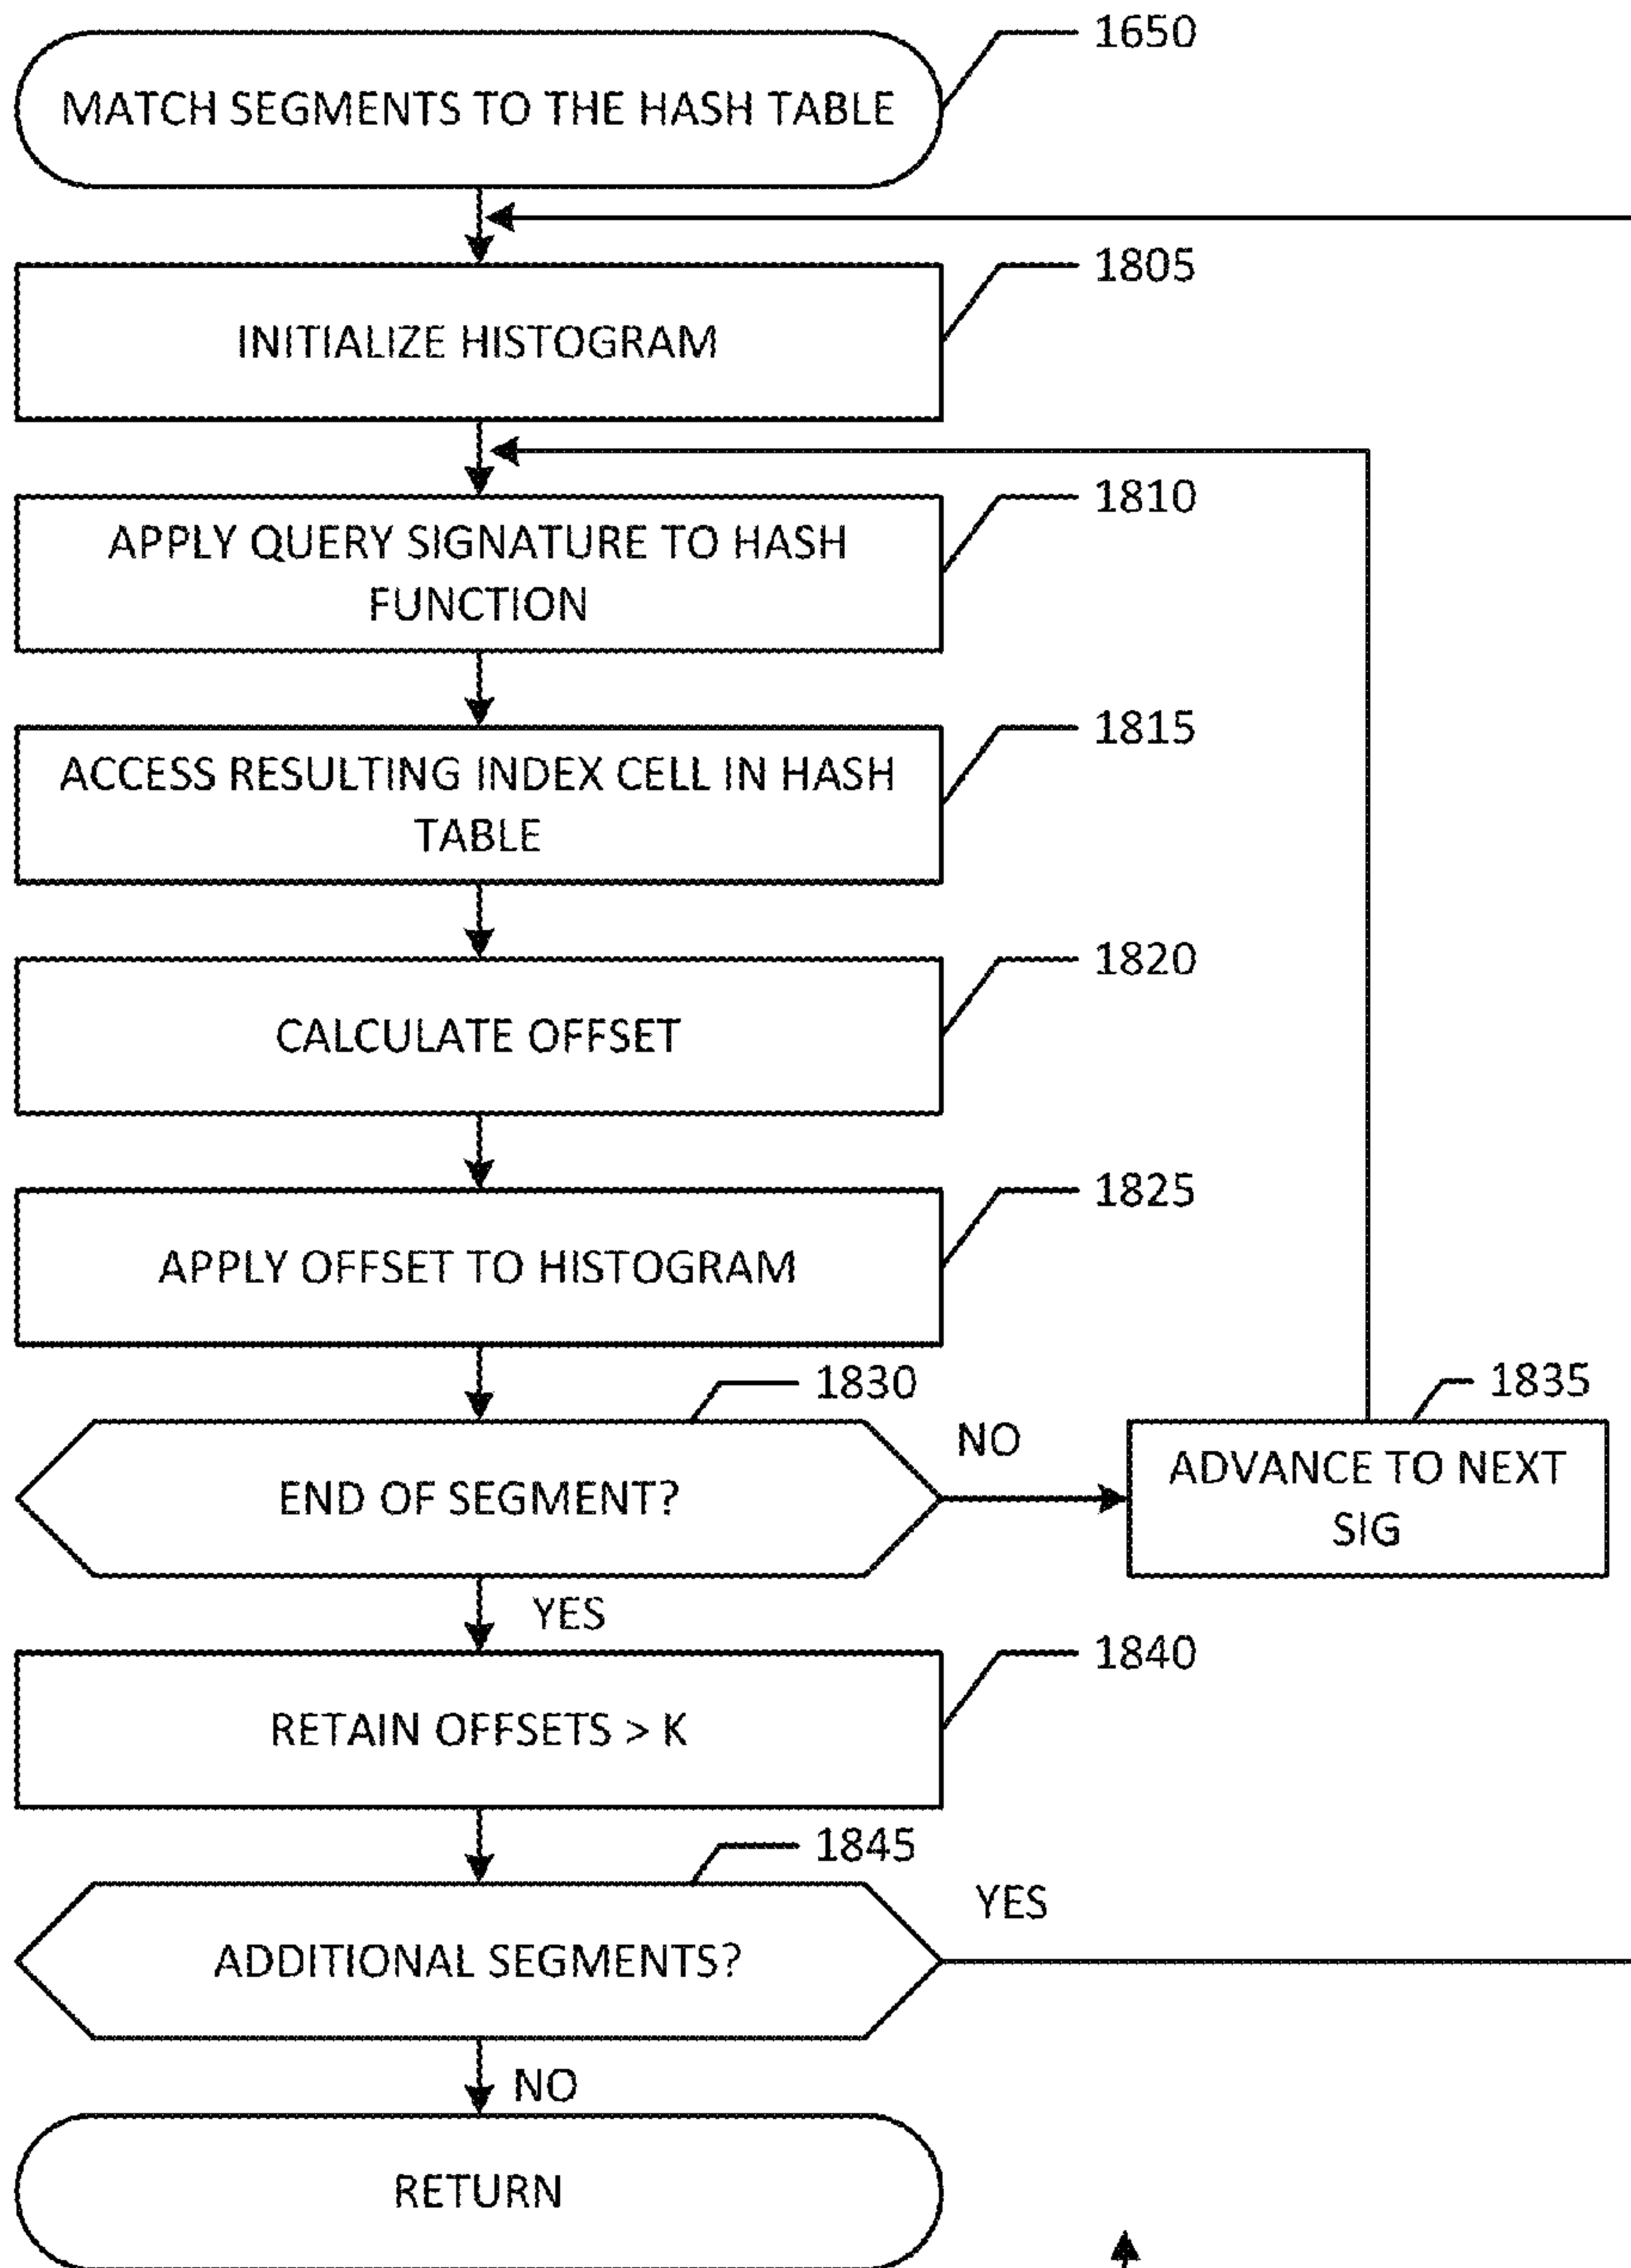 1650
MATCH SEGMENTS TO THE HASH TABLE
1805
INITIALIZE HISTOGRAM
1810
APPLY QUERY SIGNATURE TO HASH
FUNCTION
1815
ACCESS RESULTING INDEX CELL IN HASH
TABLE
1820
CALCULATE OFFSET
1825
APPLY OFFSET TO HISTOGRAM
1830
END OF SEGMENT?
NO
1835
ADVANCE TO NEXT
SIG
YES
1840
RETAIN OFFSETS > K
1845
ADDITIONAL SEGMENTS?
YES
NO
RETURN